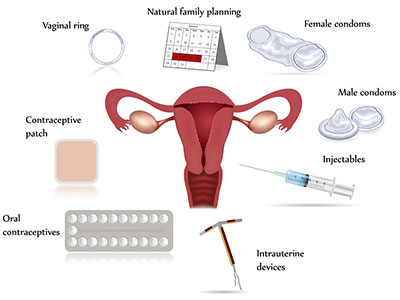 Natural family planning
Vaginal ring
Female condoms
Male condoms
Contraceptive
patch
Injectables
Oral
contraceptives
Intrauterine
devices